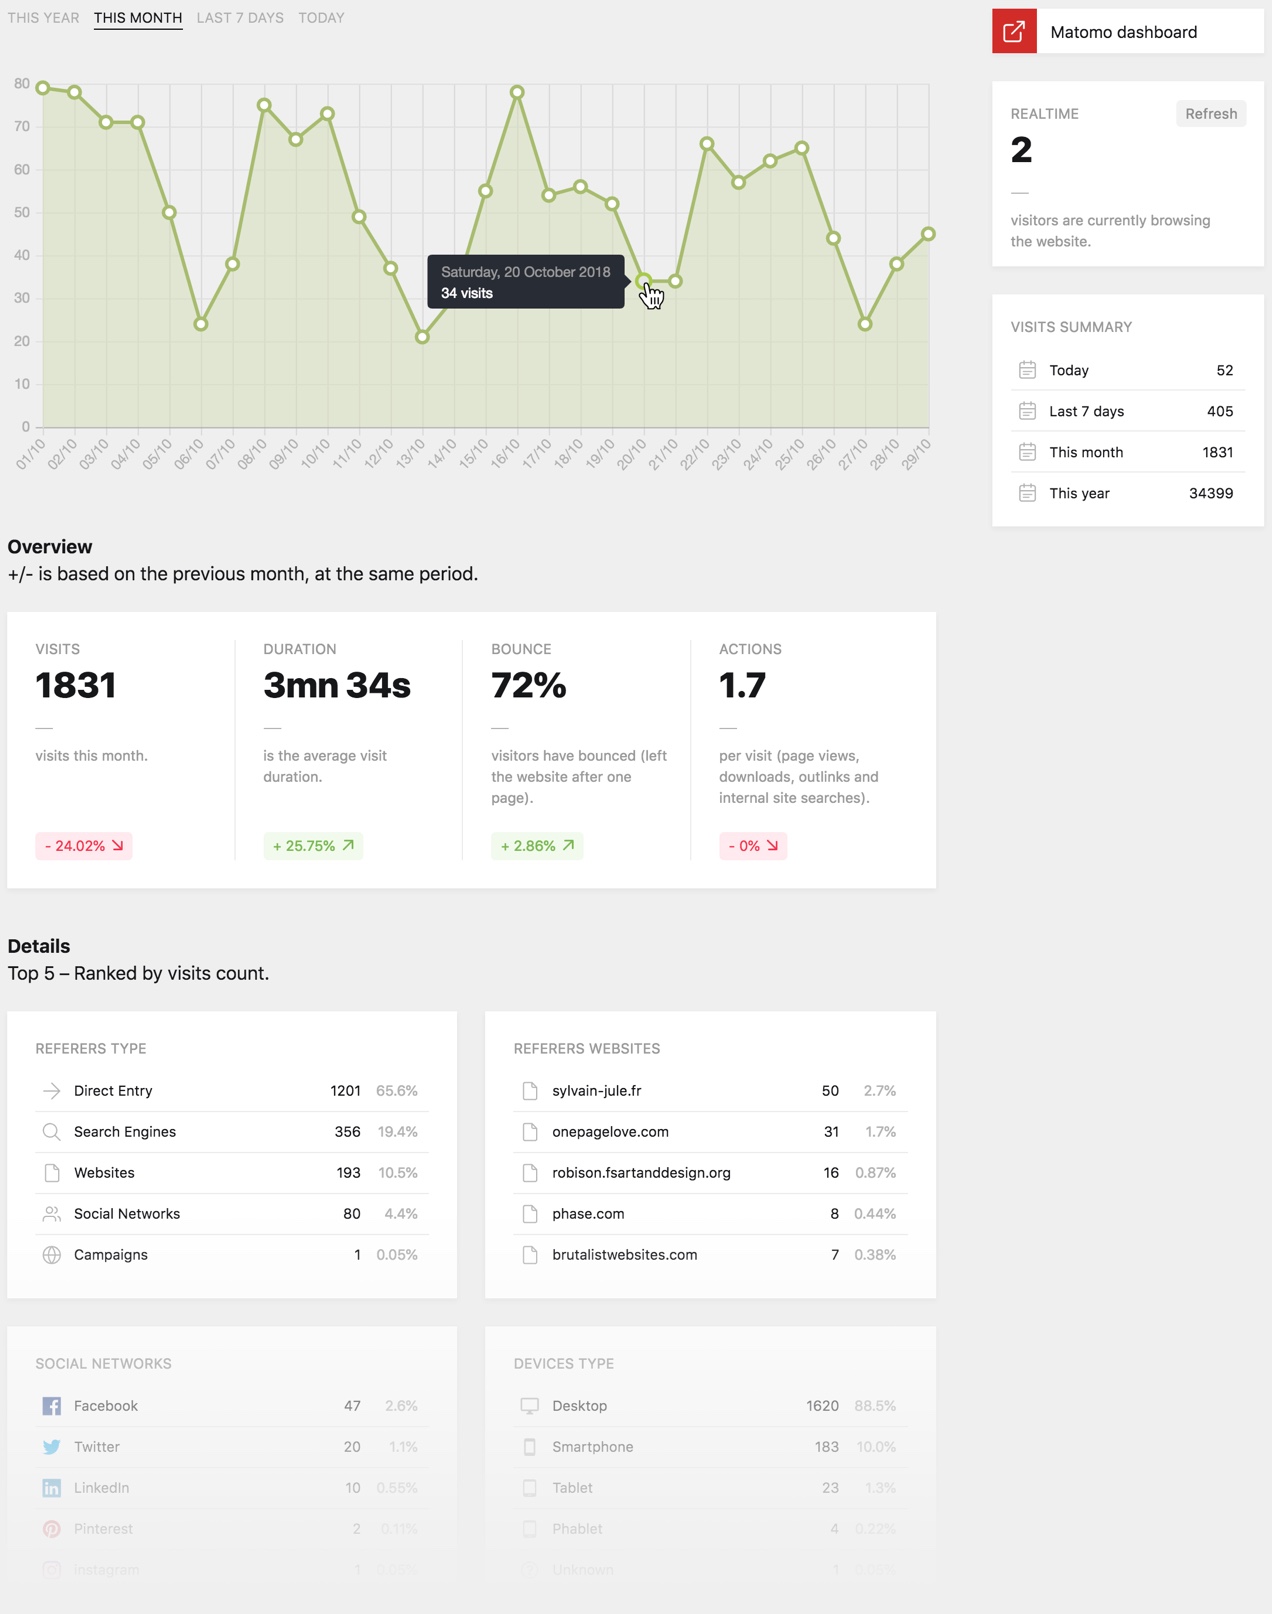 THIS YEAR THIS MONTH LAST 7 DAYS TODAY
Matomo dashboard
80
70
60
50
40
30
20
10
0
Saturday, 20 October 2018
34 visits
01/10 02/10 03/10 04/10 05/10 06/10 07/10 08/10 09/10 10/10 11/10 12/10 13/10 14/10 15/10 16/10 17/10 18/10 19/10 20/10 21/10 22/10 23/10 24/10 25/10 26/10 27/10 28/10 29/10
REALTIME Refresh
2
—
visitors are currently browsing
the website.
VISITS SUMMARY
Today 52
Last 7 days 405
This month 1831
This year 34399
Overview
+/- is based on the previous month, at the same period.
VISITS
1831
—
visits this month.
- 24.02% ↘
DURATION
3mn 34s
—
is the average visit
duration.
+ 25.75% ↗
BOUNCE
72%
—
visitors have bounced (left
the website after one
page).
+ 2.86% ↗
ACTIONS
1.7
—
per visit (page views,
downloads, outlinks and
internal site searches).
- 0% ↘
Details
Top 5 – Ranked by visits count.
REFERERS TYPE
Direct Entry 1201 65.6%
Search Engines 356 19.4%
Websites 193 10.5%
Social Networks 80 4.4%
Campaigns 1 0.05%
REFERERS WEBSITES
sylvain-jule.fr 50 2.7%
onepagelove.com 31 1.7%
robison.fsartanddesign.org 16 0.87%
phase.com 8 0.44%
brutalistwebsites.com 7 0.38%
SOCIAL NETWORKS
Facebook 47 2.6%
Twitter 20 1.1%
LinkedIn 10 0.55%
Pinterest 2 0.11%
instagram 1 0.05%
DEVICES TYPE
Desktop 1620 88.5%
Smartphone 183 10.0%
Tablet 23 1.3%
Phablet 4 0.22%
Unknown 1